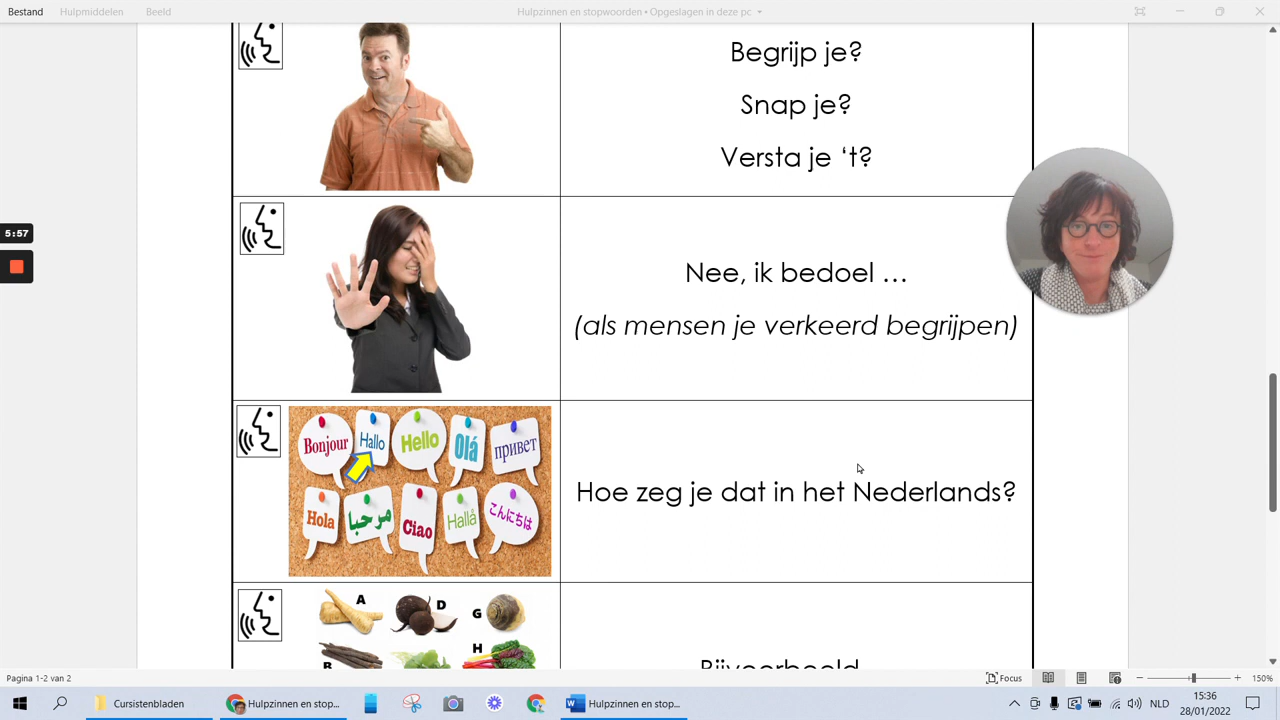 Bestand Hulpmiddelen Beeld Hulpzinnen en stopwoorden - Opgeslagen in deze pc
Begrijp je?
Snap je?
Versta je ‘t?
5:57
Nee, ik bedoel …
(als mensen je verkeerd begrijpen)
Bonjour Hallo Hello Olá привет
Hola مرحبا Ciao Hallå こんにちは
Hoe zeg je dat in het Nederlands?
A D G
B H
Bijvoorbeeld
Pagina 1-2 van 2 Focus 150%
Cursistenbladen Hulpzinnen en stop... Hulpzinnen en stop... NLD 15:36
28/01/2022